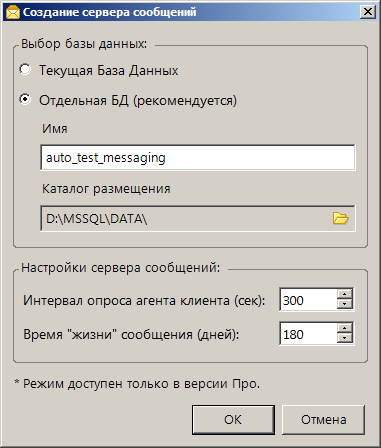 Создание сервера сообщений
Выбор базы данных:
Текущая База Данных
Отдельная БД (рекомендуется)
Имя
auto_test_messaging
Каталог размещения
D:\MSSQL\DATA\
Настройки сервера сообщений:
Интервал опроса агента клиента (сек): 300
Время "жизни" сообщения (дней): 180
* Режим доступен только в версии Про.
ОК Отмена